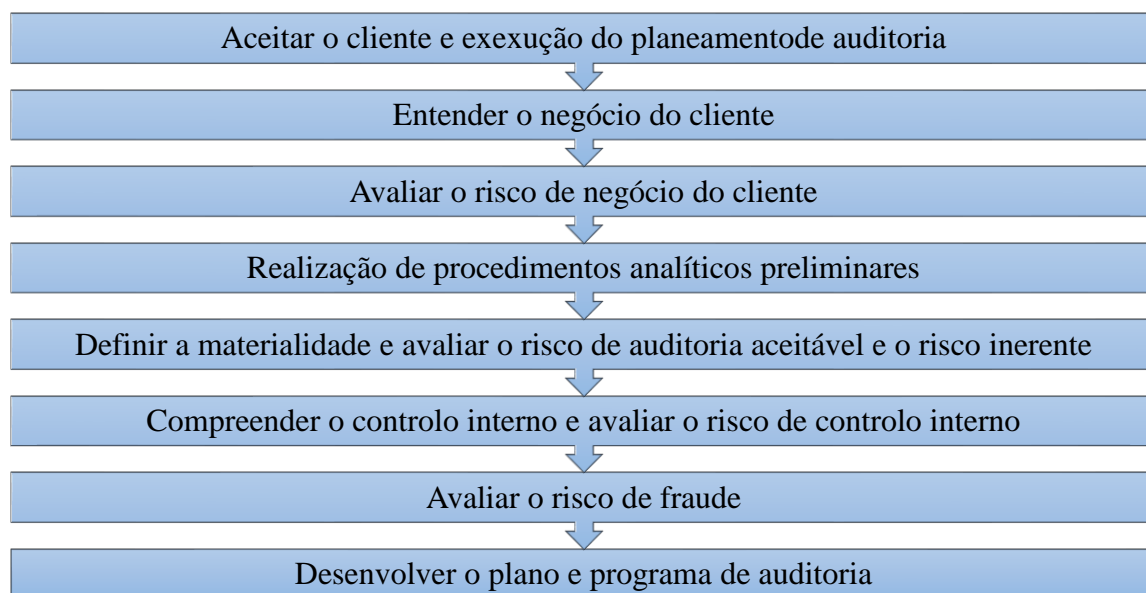 Aceitar o cliente e exexução do planeamentode auditoria
Entender o negócio do cliente
Avaliar o risco de negócio do cliente
Realização de procedimentos analíticos preliminares
Definir a materialidade e avaliar o risco de auditoria aceitável e o risco inerente
Compreender o controlo interno e avaliar o risco de controlo interno
Avaliar o risco de fraude
Desenvolver o plano e programa de auditoria